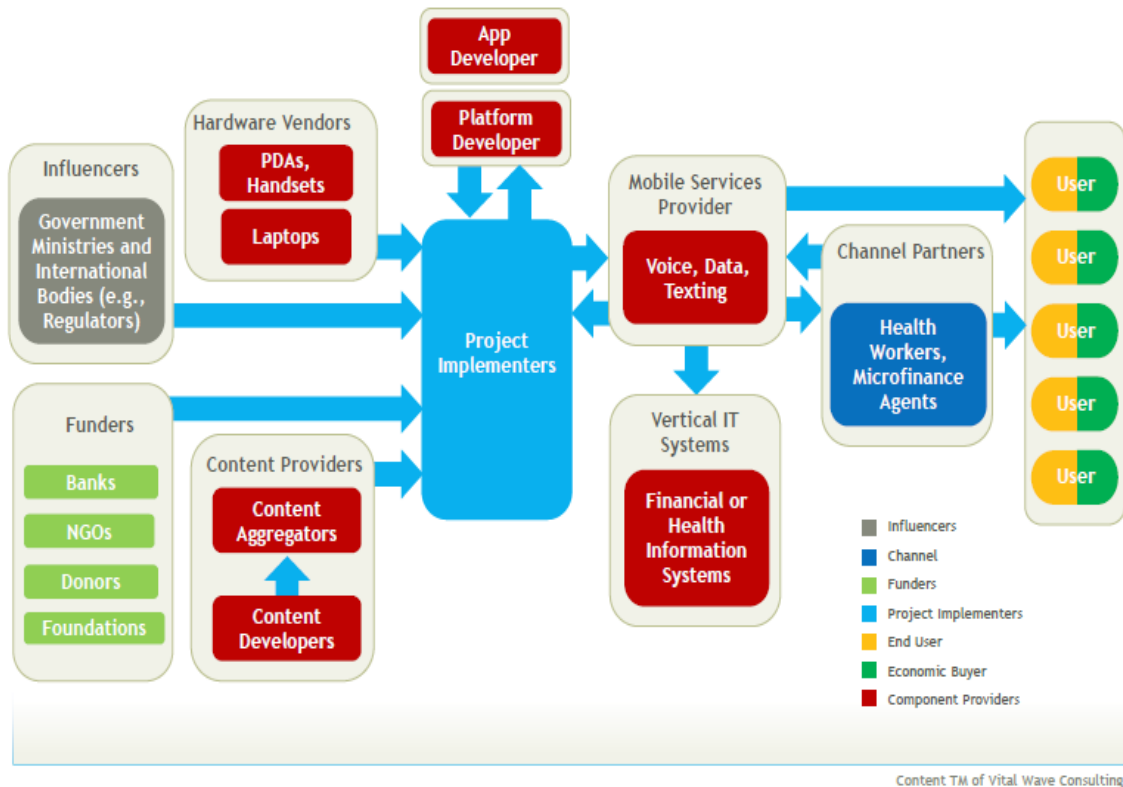 App
Developer
Platform
Developer
Hardware Vendors
PDAs,
Handsets
Laptops
Influencers
Government
Ministries and
International
Bodies (e.g.,
Regulators)
Funders
Banks
NGOs
Donors
Foundations
Content Providers
Content
Aggregators
Content
Developers
Project
Implementers
Mobile Services
Provider
Voice, Data,
Texting
Vertical IT
Systems
Financial or
Health
Information
Systems
Channel Partners
Health
Workers,
Microfinance
Agents
User
User
User
User
User
Influencers
Channel
Funders
Project Implementers
End User
Economic Buyer
Component Providers
Content TM of Vital Wave Consulting